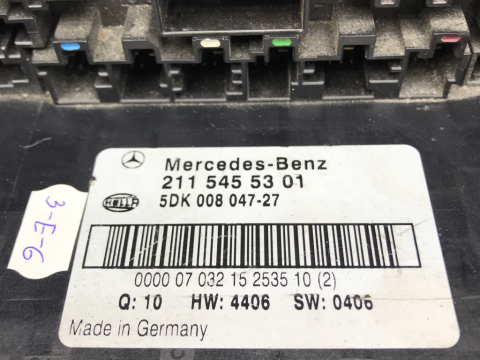 Mercedes-Benz
211 545 53 01
HELLA
5DK 008 047-27
0000 07 032 15 2535 10 (2)
Q: 10 HW: 4406 SW: 0406
Made in Germany
3-E-6